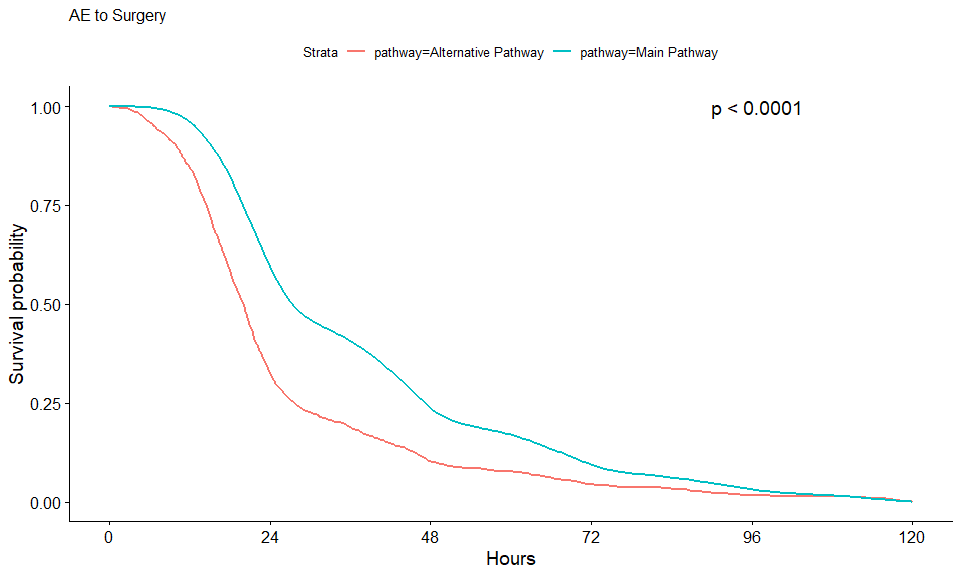 AE to Surgery
Strata pathway=Alternative Pathway pathway=Main Pathway
p < 0.0001
1.00
0.75
0.50
0.25
0.00
Survival probability
0 24 48 72 96 120
Hours